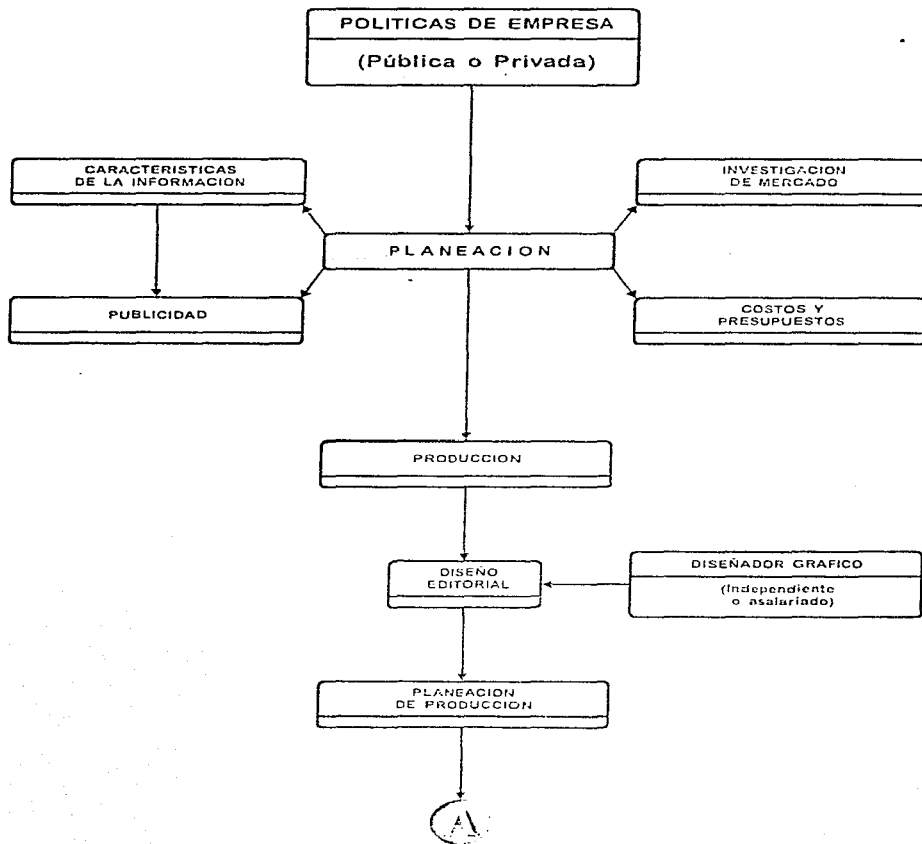 POLITICAS DE EMPRESA
(Pública o Privada)
CARACTERISTICAS
DE LA INFORMACION
INVESTIGACION
DE MERCADO
PLANEACION
PUBLICIDAD
COSTOS Y
PRESUPUESTOS
PRODUCCION
DISEÑO
EDITORIAL
DISEÑADOR GRAFICO
(Independiente
o asalariado)
PLANEACION
DE PRODUCCION
A